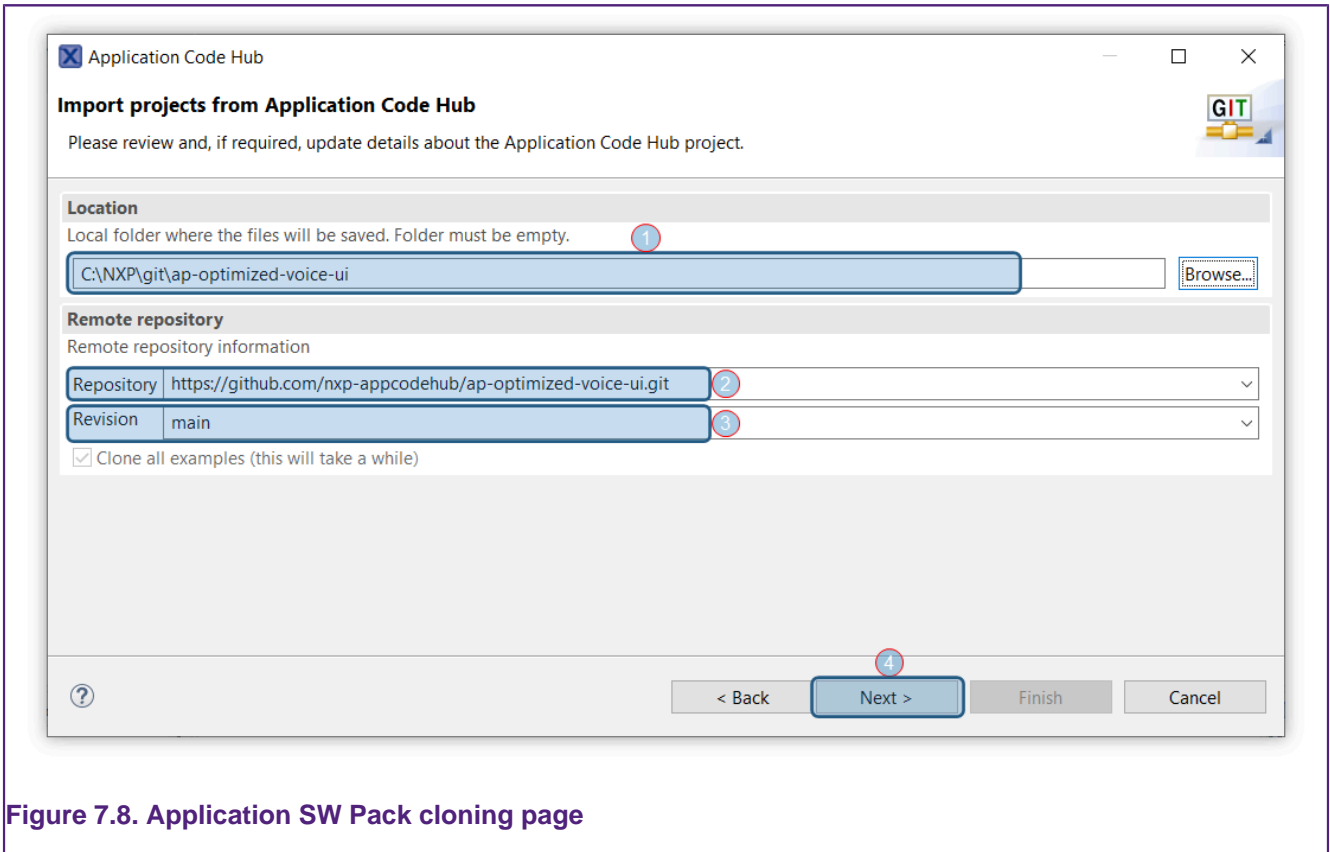 Application Code Hub
Import projects from Application Code Hub
GIT
Please review and, if required, update details about the Application Code Hub project.
Location
Local folder where the files will be saved. Folder must be empty.
1
C:\NXP\git\ap-optimized-voice-ui
Browse...
Remote repository
Remote repository information
Repository https://github.com/nxp-appcodehub/ap-optimized-voice-ui.git 2
Revision main 3
Clone all examples (this will take a while)
4
? < Back Next > Finish Cancel
Figure 7.8. Application SW Pack cloning page